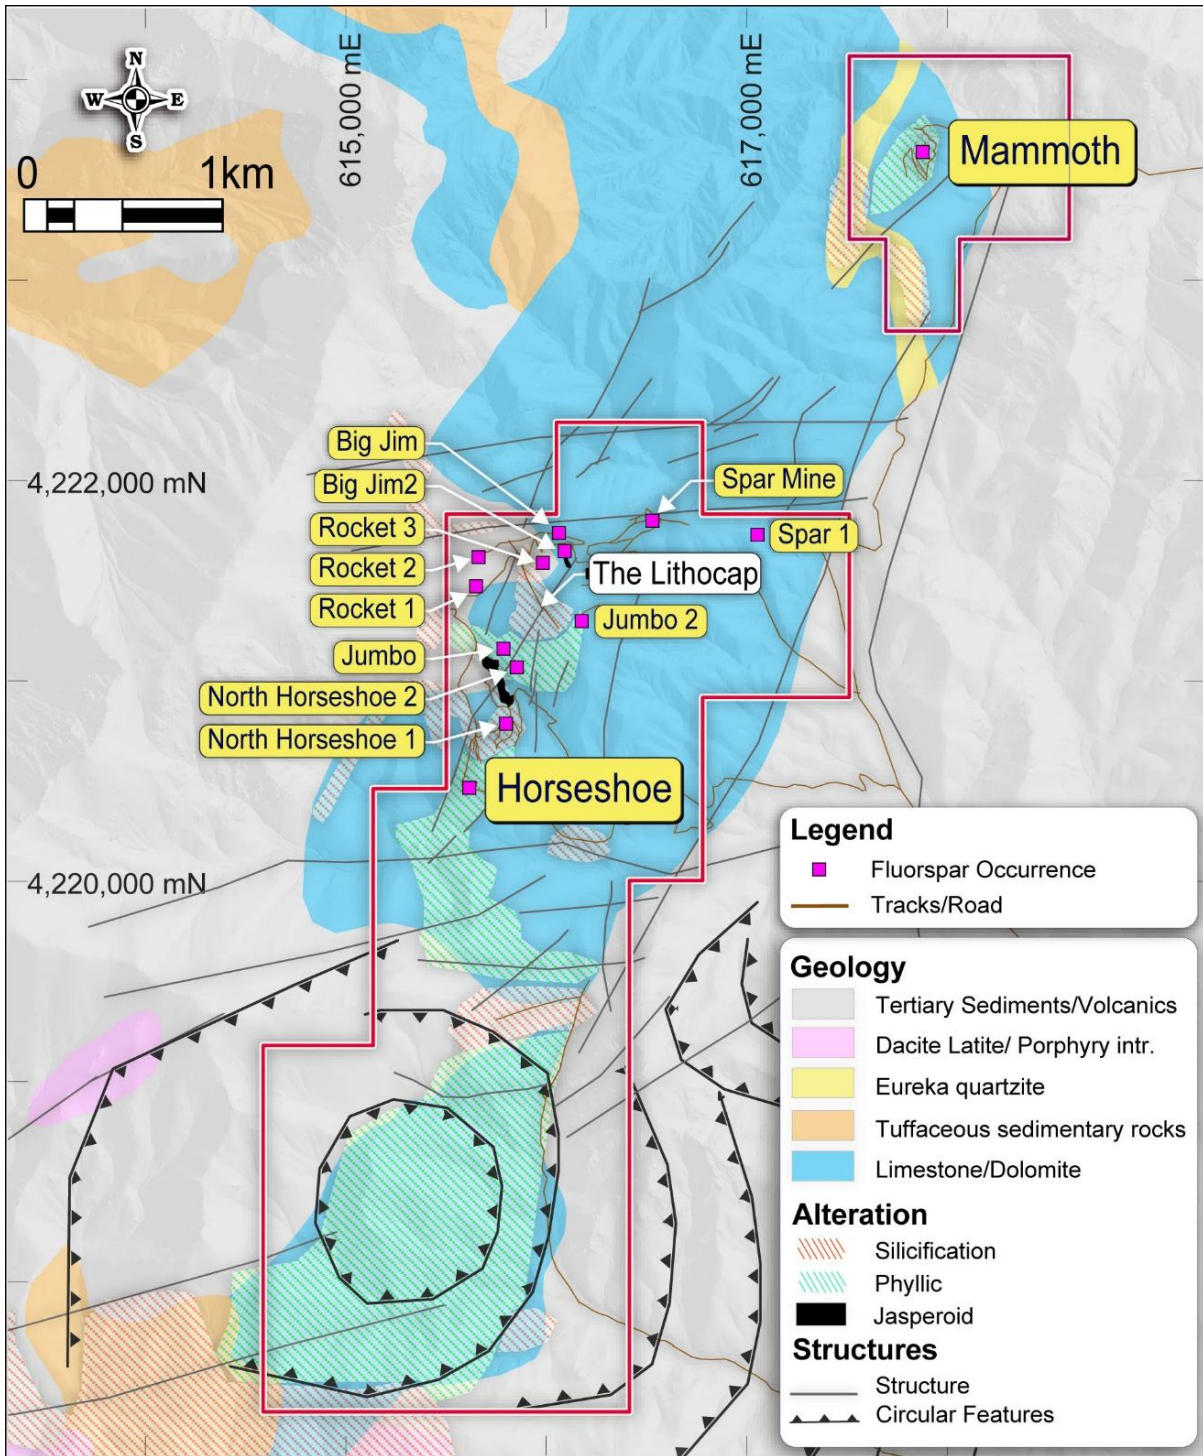 N
W E
S
0 1km
615,000 mE
617,000 mE
Mammoth
4,222,000 mN
Big Jim
Big Jim2
Rocket 3
Rocket 2
Rocket 1
Jumbo
North Horseshoe 2
North Horseshoe 1
Spar Mine
Spar 1
The Lithocap
Jumbo 2
Horseshoe
4,220,000 mN
Legend
Fluorspar Occurrence
Tracks/Road
Geology
Tertiary Sediments/Volcanics
Dacite Latite/ Porphyry intr.
Eureka quartzite
Tuffaceous sedimentary rocks
Limestone/Dolomite
Alteration
Silicification
Phyllic
Jasperoid
Structures
Structure
Circular Features